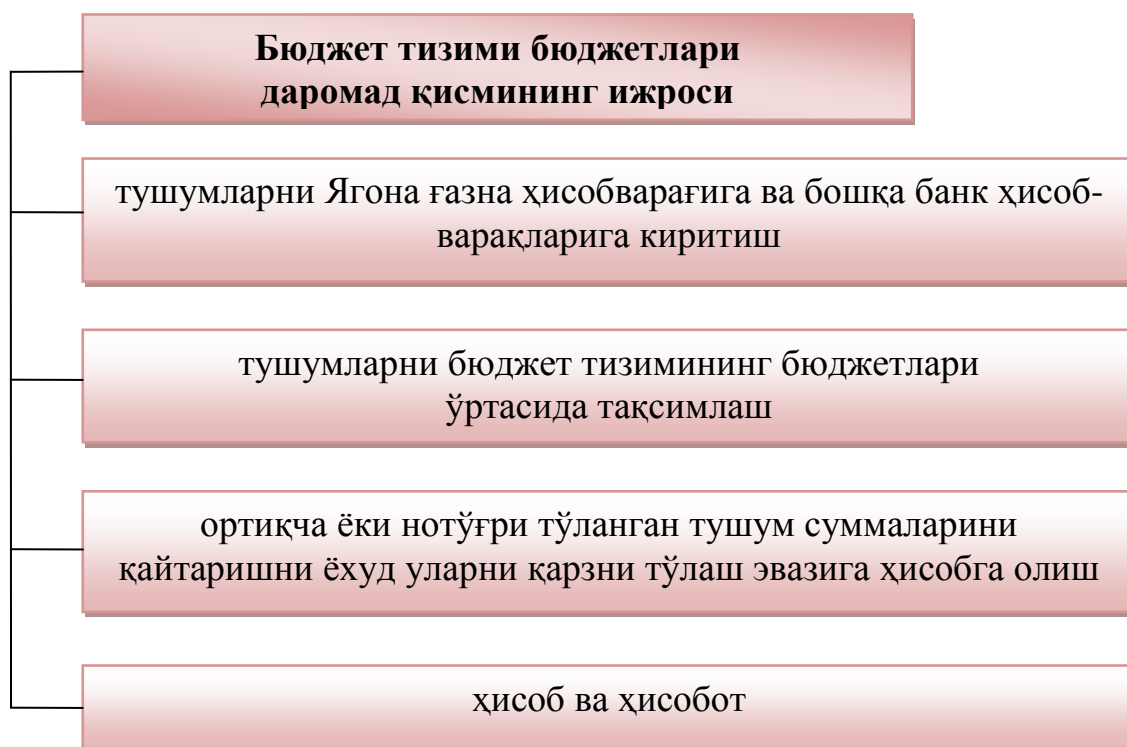 Бюджет тизими бюджетлари
даромад қисмининг ижроси
тушумларни Ягона ғазна ҳисобварағига ва бошқа банк ҳисоб-
варақларига киритиш
тушумларни бюджет тизимининг бюджетлари
ўртасида тақсимлаш
ортиқча ёки нотўғри тўланган тушум суммаларини
қайтаришни ёхуд уларни қарзни тўлаш эвазига ҳисобга олиш
ҳисоб ва ҳисобот